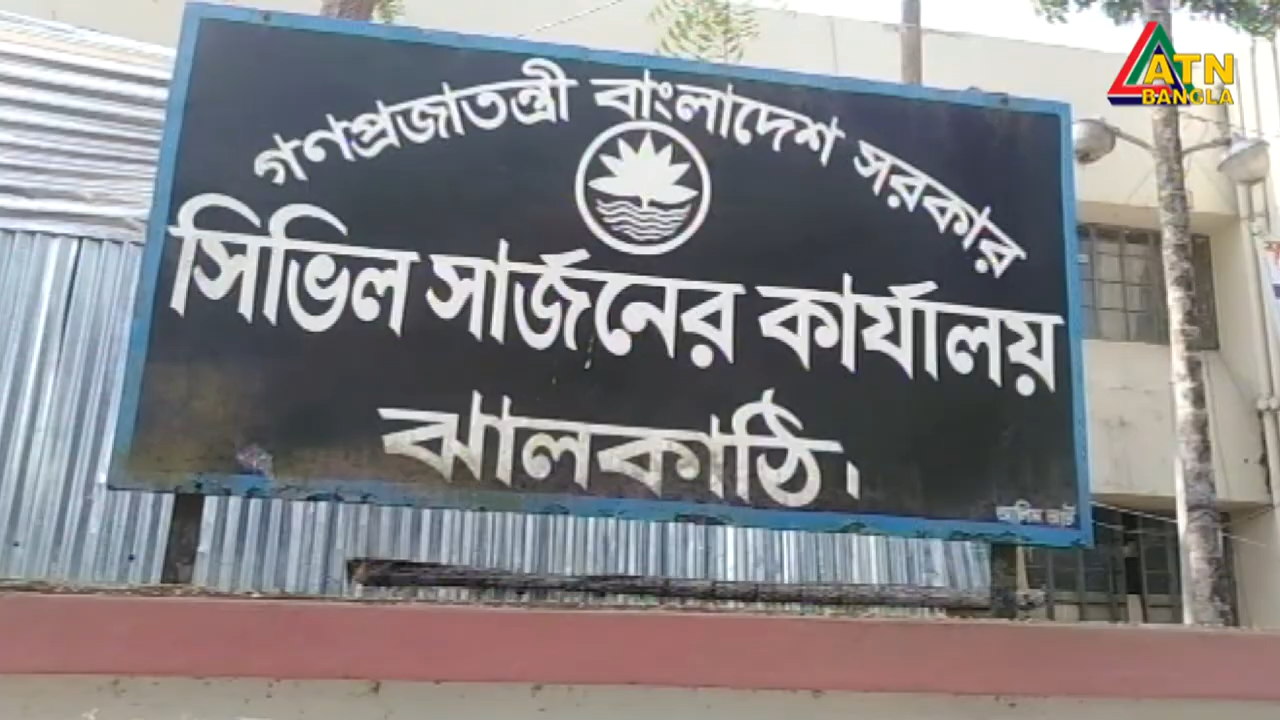 গণপ্রজাতন্ত্রী বাংলাদেশ সরকার
সিভিল সার্জনের কার্যালয়
ঝালকাঠি।
ATN
BANGLA